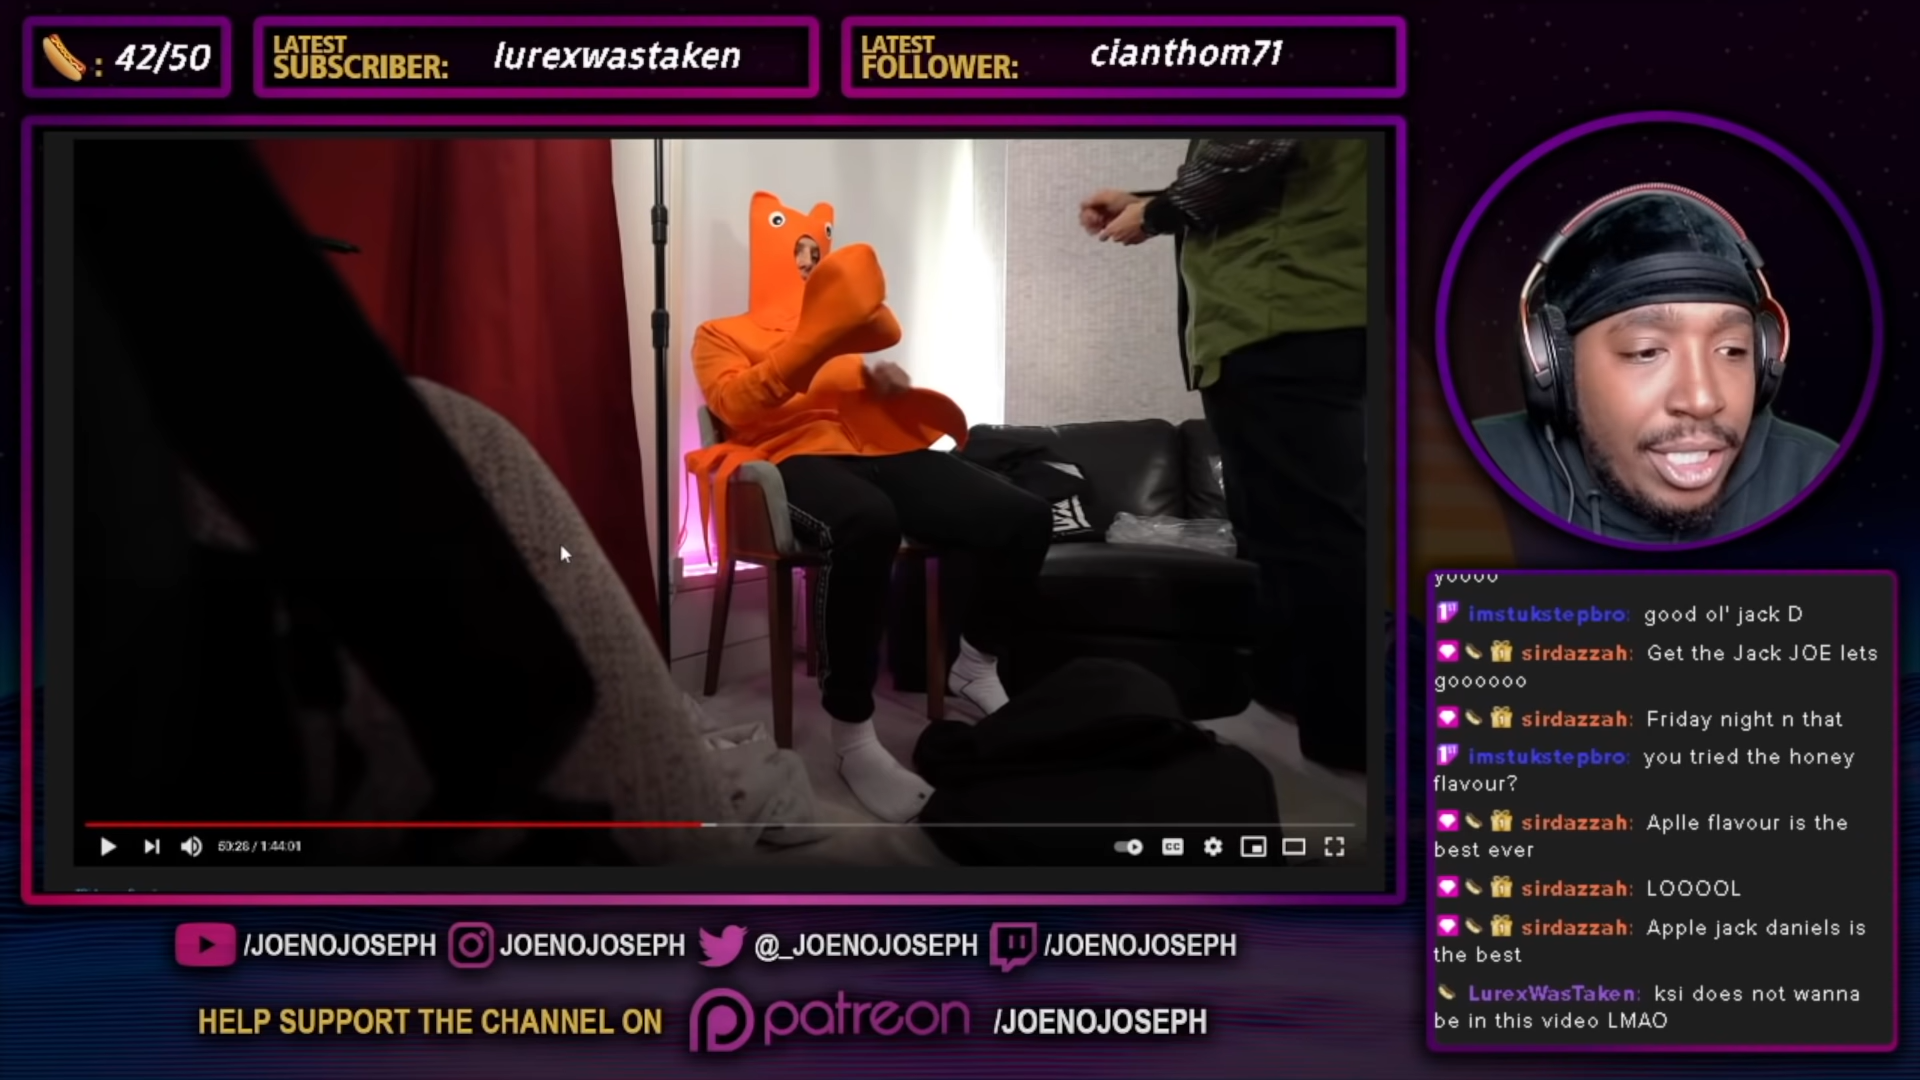 : 42/50
LATEST
SUBSCRIBER:
lurexwastaken
LATEST
FOLLOWER:
cianthom71
50:28 / 1:44:01
CC
yoooo
imstukstepbro: good ol' jack D
sirdazzah: Get the Jack JOE lets
goooooo
sirdazzah: Friday night n that
imstukstepbro: you tried the honey
flavour?
sirdazzah: Aplle flavour is the
best ever
sirdazzah: LOOOOL
sirdazzah: Apple jack daniels is
the best
LurexWasTaken: ksi does not wanna
be in this video LMAO
/JOENOJOSEPH JOENOJOSEPH @_JOENOJOSEPH /JOENOJOSEPH
HELP SUPPORT THE CHANNEL ON patreon /JOENOJOSEPH